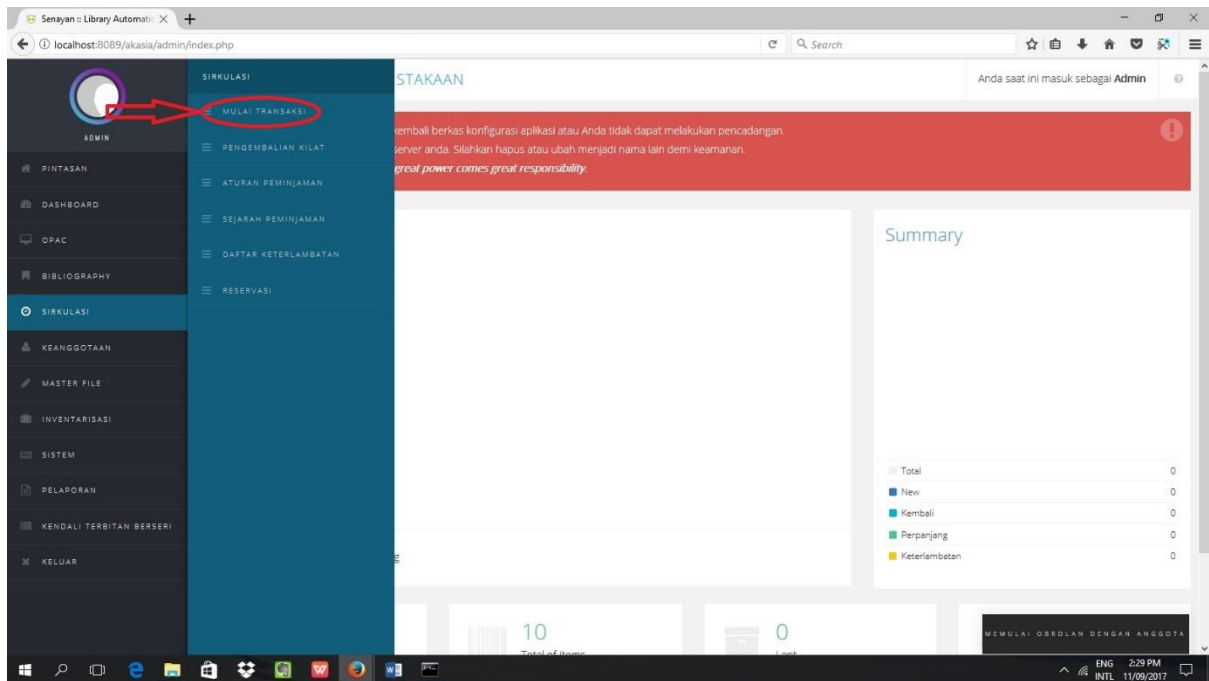 Senayan :: Library Automatic
localhost:8089/akasia/admin/index.php
Search
ADMIN
PINTASAN
DASHBOARD
OPAC
BIBLIOGRAPHY
SIRKULASI
KEANGGOTAAN
MASTER FILE
INVENTARISASI
SISTEM
PELAPORAN
KENDALI TERBITAN BERSERI
KELUAR
SIRKULASI
MULAI TRANSAKSI
PENGEMBALIAN KILAT
ATURAN PEMINJAMAN
SEJARAH PEMINJAMAN
DAFTAR KETERLAMBATAN
RESERVASI
STAKAAN
Anda saat ini masuk sebagai Admin
kembali berkas konfigurasi aplikasi atau Anda tidak dapat melakukan pencadangan.
server anda. Silahkan hapus atau ubah menjadi nama lain demi keamanan.
great power comes great responsibility.
Summary
Total 0
New 0
Kembali 0
Perpanjang 0
Keterlambatan 0
g
10
Total of Items
0
Lent
MEMULAI OBROLAN DENGAN ANGGOTA
ENG 2:29 PM
INTL 11/09/2017